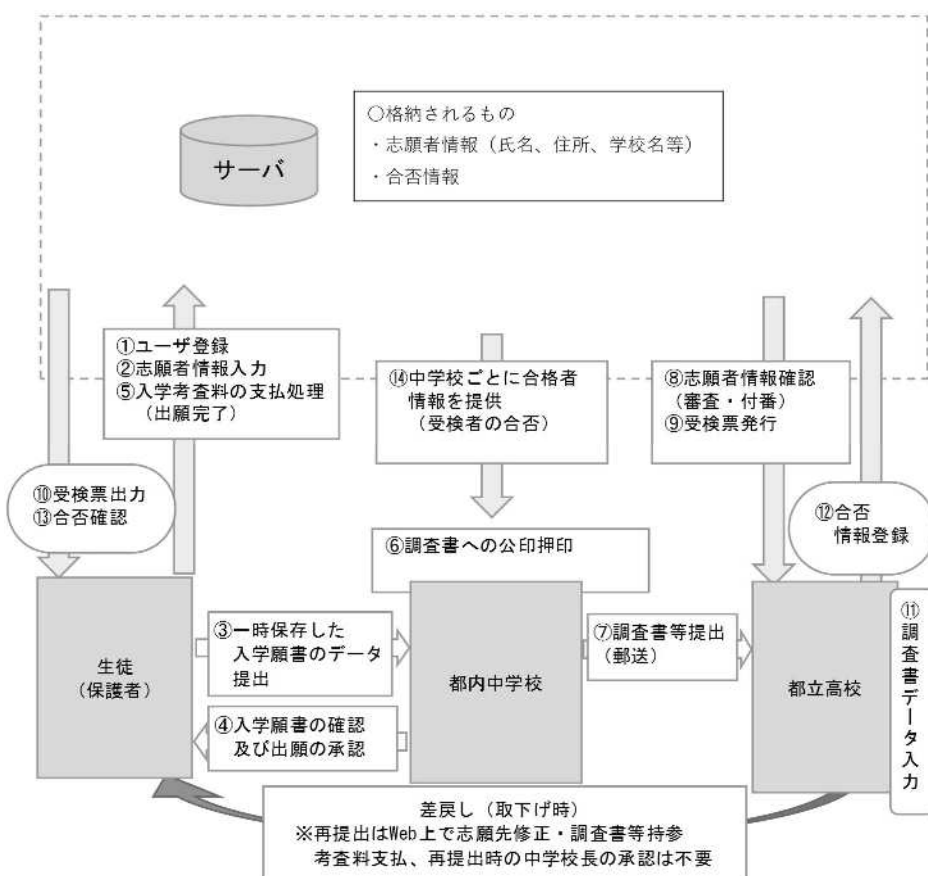 サーバ
○格納されるもの
・志願者情報（氏名、住所、学校名等）
・合否情報
①ユーザ登録
②志願者情報入力
⑤入学考査料の支払処理
（出願完了）
⑭中学校ごとに合格者
情報を提供
（受検者の合否）
⑧志願者情報確認
（審査・付番）
⑨受検票発行
⑩受検票出力
⑬合否確認
⑫合否
情報登録
⑥調査書への公印押印
③一時保存した
入学願書のデータ
提出
⑦調査書等提出
（郵送）
⑪調査書データ入力
生徒
（保護者）
都内中学校
都立高校
④入学願書の確認
及び出願の承認
差戻し（取下げ時）
※再提出はWeb上で志願先修正・調査書等持参
考査料支払、再提出時の中学校長の承認は不要